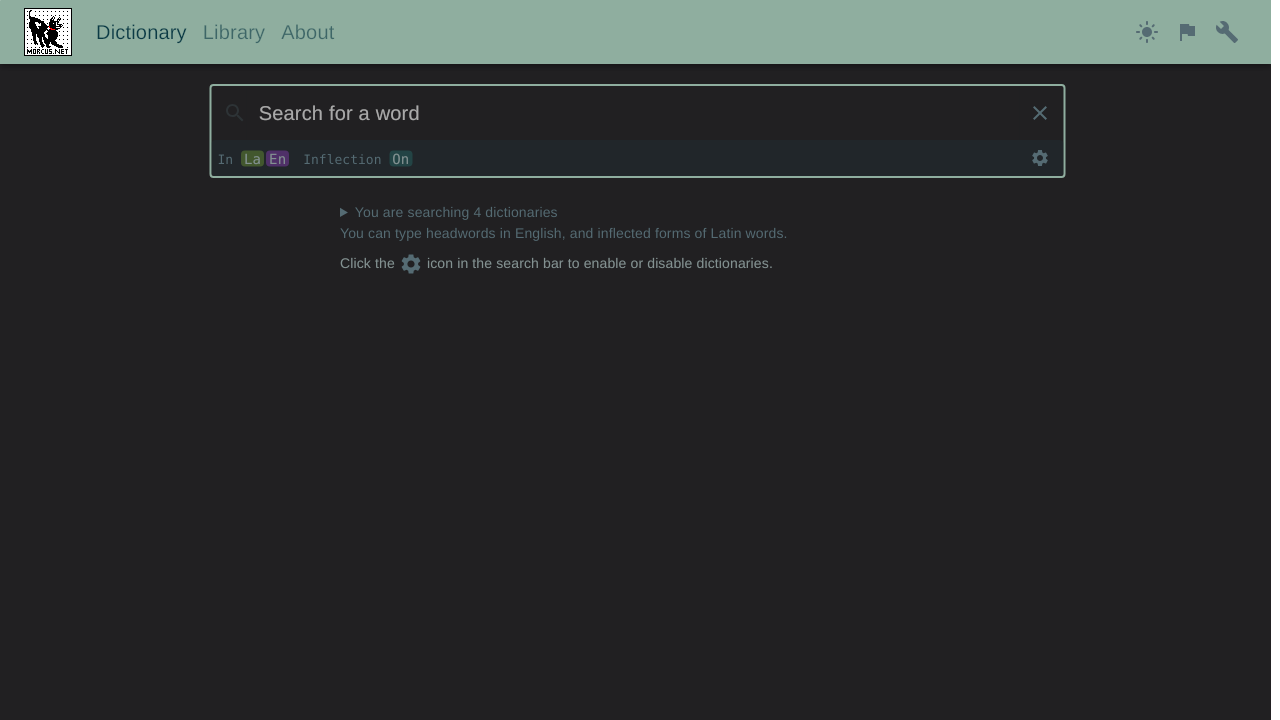 MORCUS.NET
Dictionary Library About
Search for a word
In La En Inflection On
You are searching 4 dictionaries
You can type headwords in English, and inflected forms of Latin words.
Click the icon in the search bar to enable or disable dictionaries.